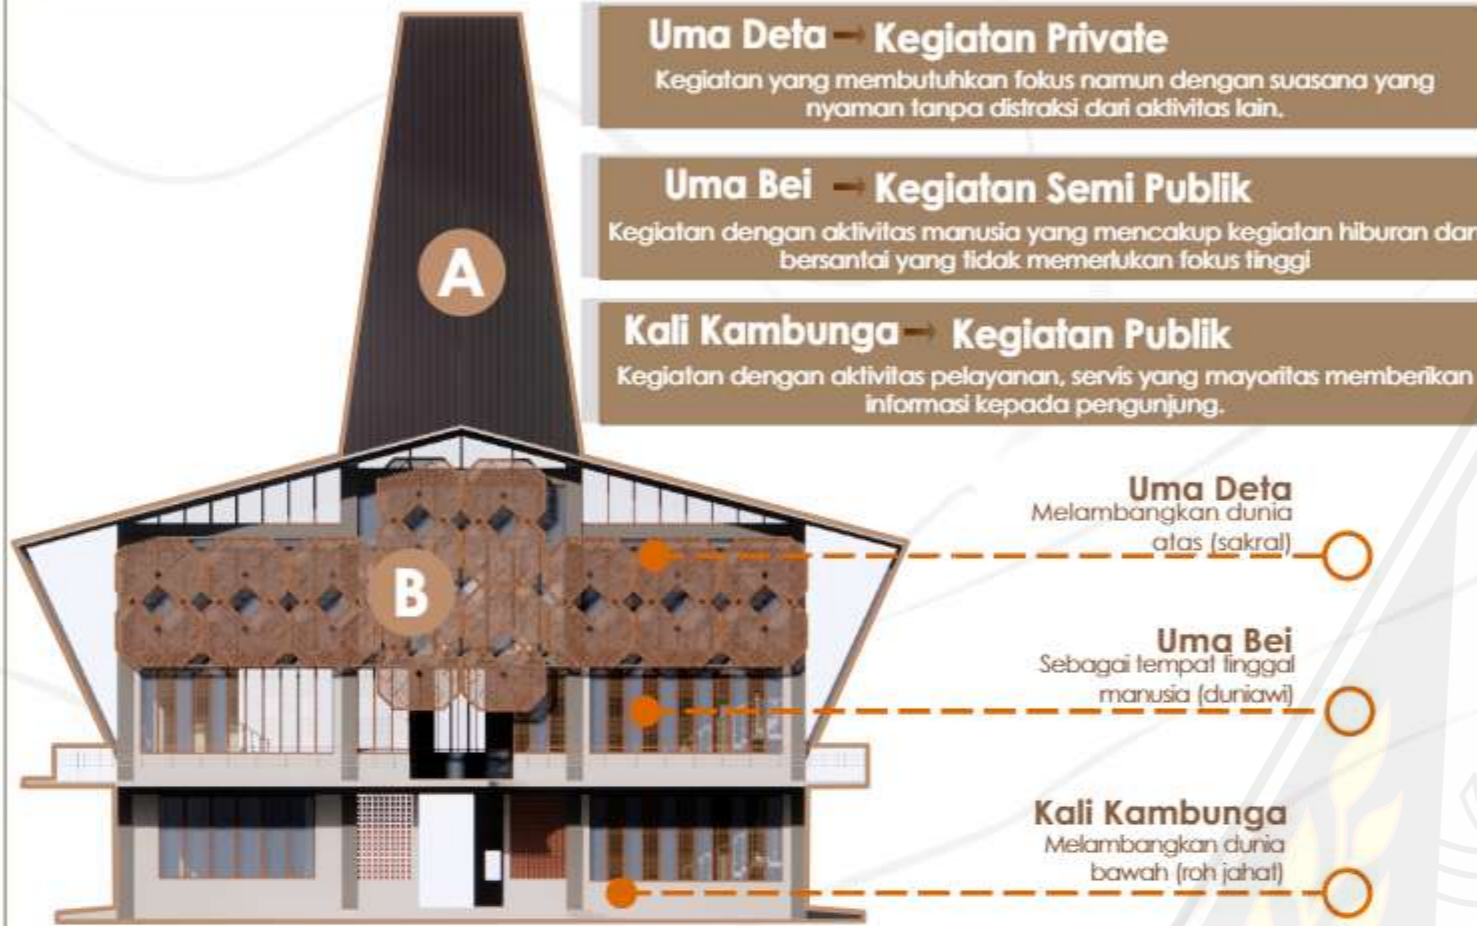 Uma Deta → Kegiatan Private
Kegiatan yang membutuhkan fokus namun dengan suasana yang
nyaman tanpa distraksi dari aktivitas lain.
Uma Bei → Kegiatan Semi Publik
Kegiatan dengan aktivitas manusia yang mencakup kegiatan hiburan dan
bersantai yang tidak memerlukan fokus tinggi
Kali Kambunga → Kegiatan Publik
Kegiatan dengan aktivitas pelayanan, servis yang mayoritas memberikan
informasi kepada pengunjung.
A
B
Uma Deta
Melambangkan dunia
atas (sakral)
Uma Bei
Sebagai tempat tinggal
manusia (duniawi)
Kali Kambunga
Melambangkan dunia
bawah (roh jahat)